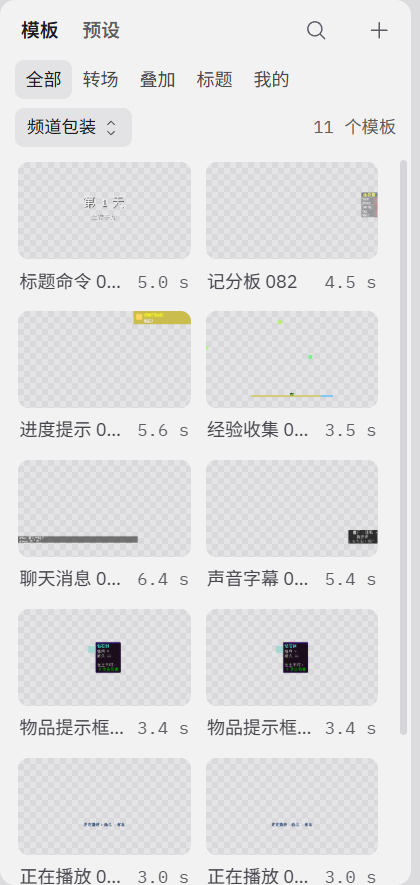 模板 预设
全部 转场 叠加 标题 我的
频道包装 11 个模板
第 1 天
标题命令 0... 5.0 s
记分板 082 4.5 s
进度提示 0... 5.6 s
经验收集 0... 3.5 s
聊天消息 0... 6.4 s
声音字幕 0... 5.4 s
物品提示框... 3.4 s
物品提示框... 3.4 s
正在播放 0... 3.0 s
正在播放 0... 3.0 s